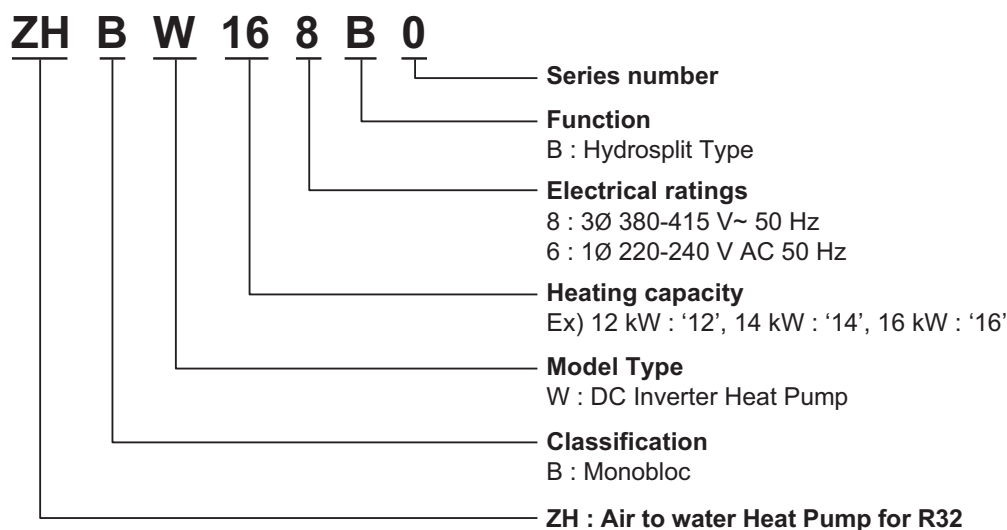 ZH B W 16 8 B 0
Series number
Function
B : Hydrosplit Type
Electrical ratings
8 : 3Ø 380-415 V~ 50 Hz
6 : 1Ø 220-240 V AC 50 Hz
Heating capacity
Ex) 12 kW : ‘12’, 14 kW : ‘14’, 16 kW : ‘16’
Model Type
W : DC Inverter Heat Pump
Classification
B : Monobloc
ZH : Air to water Heat Pump for R32